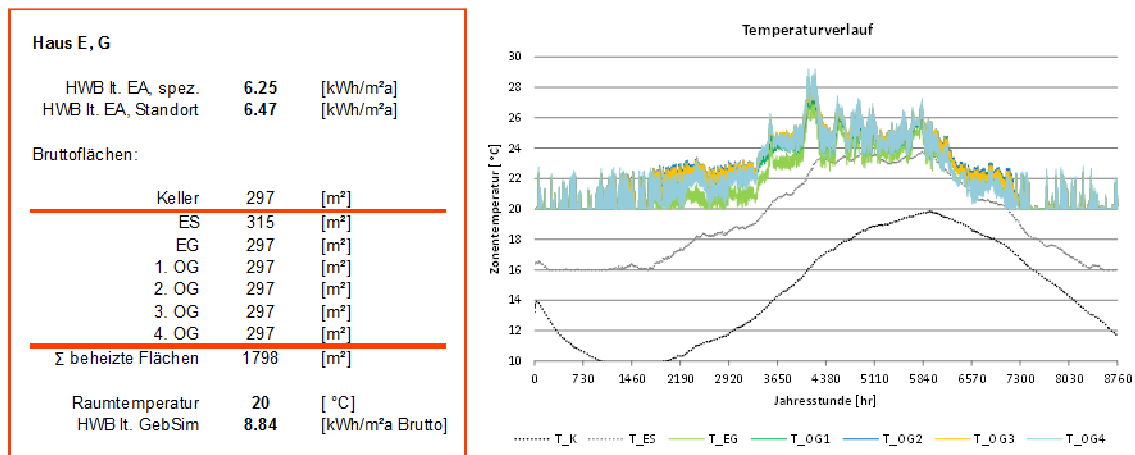 Haus E, G
HWB lt. EA, spez. 6.25 [kWh/m²a]
HWB lt. EA, Standort 6.47 [kWh/m²a]
Bruttoflächen:
Keller 297 [m²]
ES 315 [m²]
EG 297 [m²]
1. OG 297 [m²]
2. OG 297 [m²]
3. OG 297 [m²]
4. OG 297 [m²]
Σ beheizte Flächen 1798 [m²]
Raumtemperatur 20 [ °C]
HWB lt. GebSim 8.84 [kWh/m²a Brutto]
Temperaturverlauf
Zonentemperatur [ °C]
30
28
26
24
22
20
18
16
14
12
10
0 730 1460 2190 2920 3650 4380 5110 5840 6570 7300 8030 8760
Jahresstunde [hr]
T_K T_ES T_EG T_OG1 T_OG2 T_OG3 T_OG4